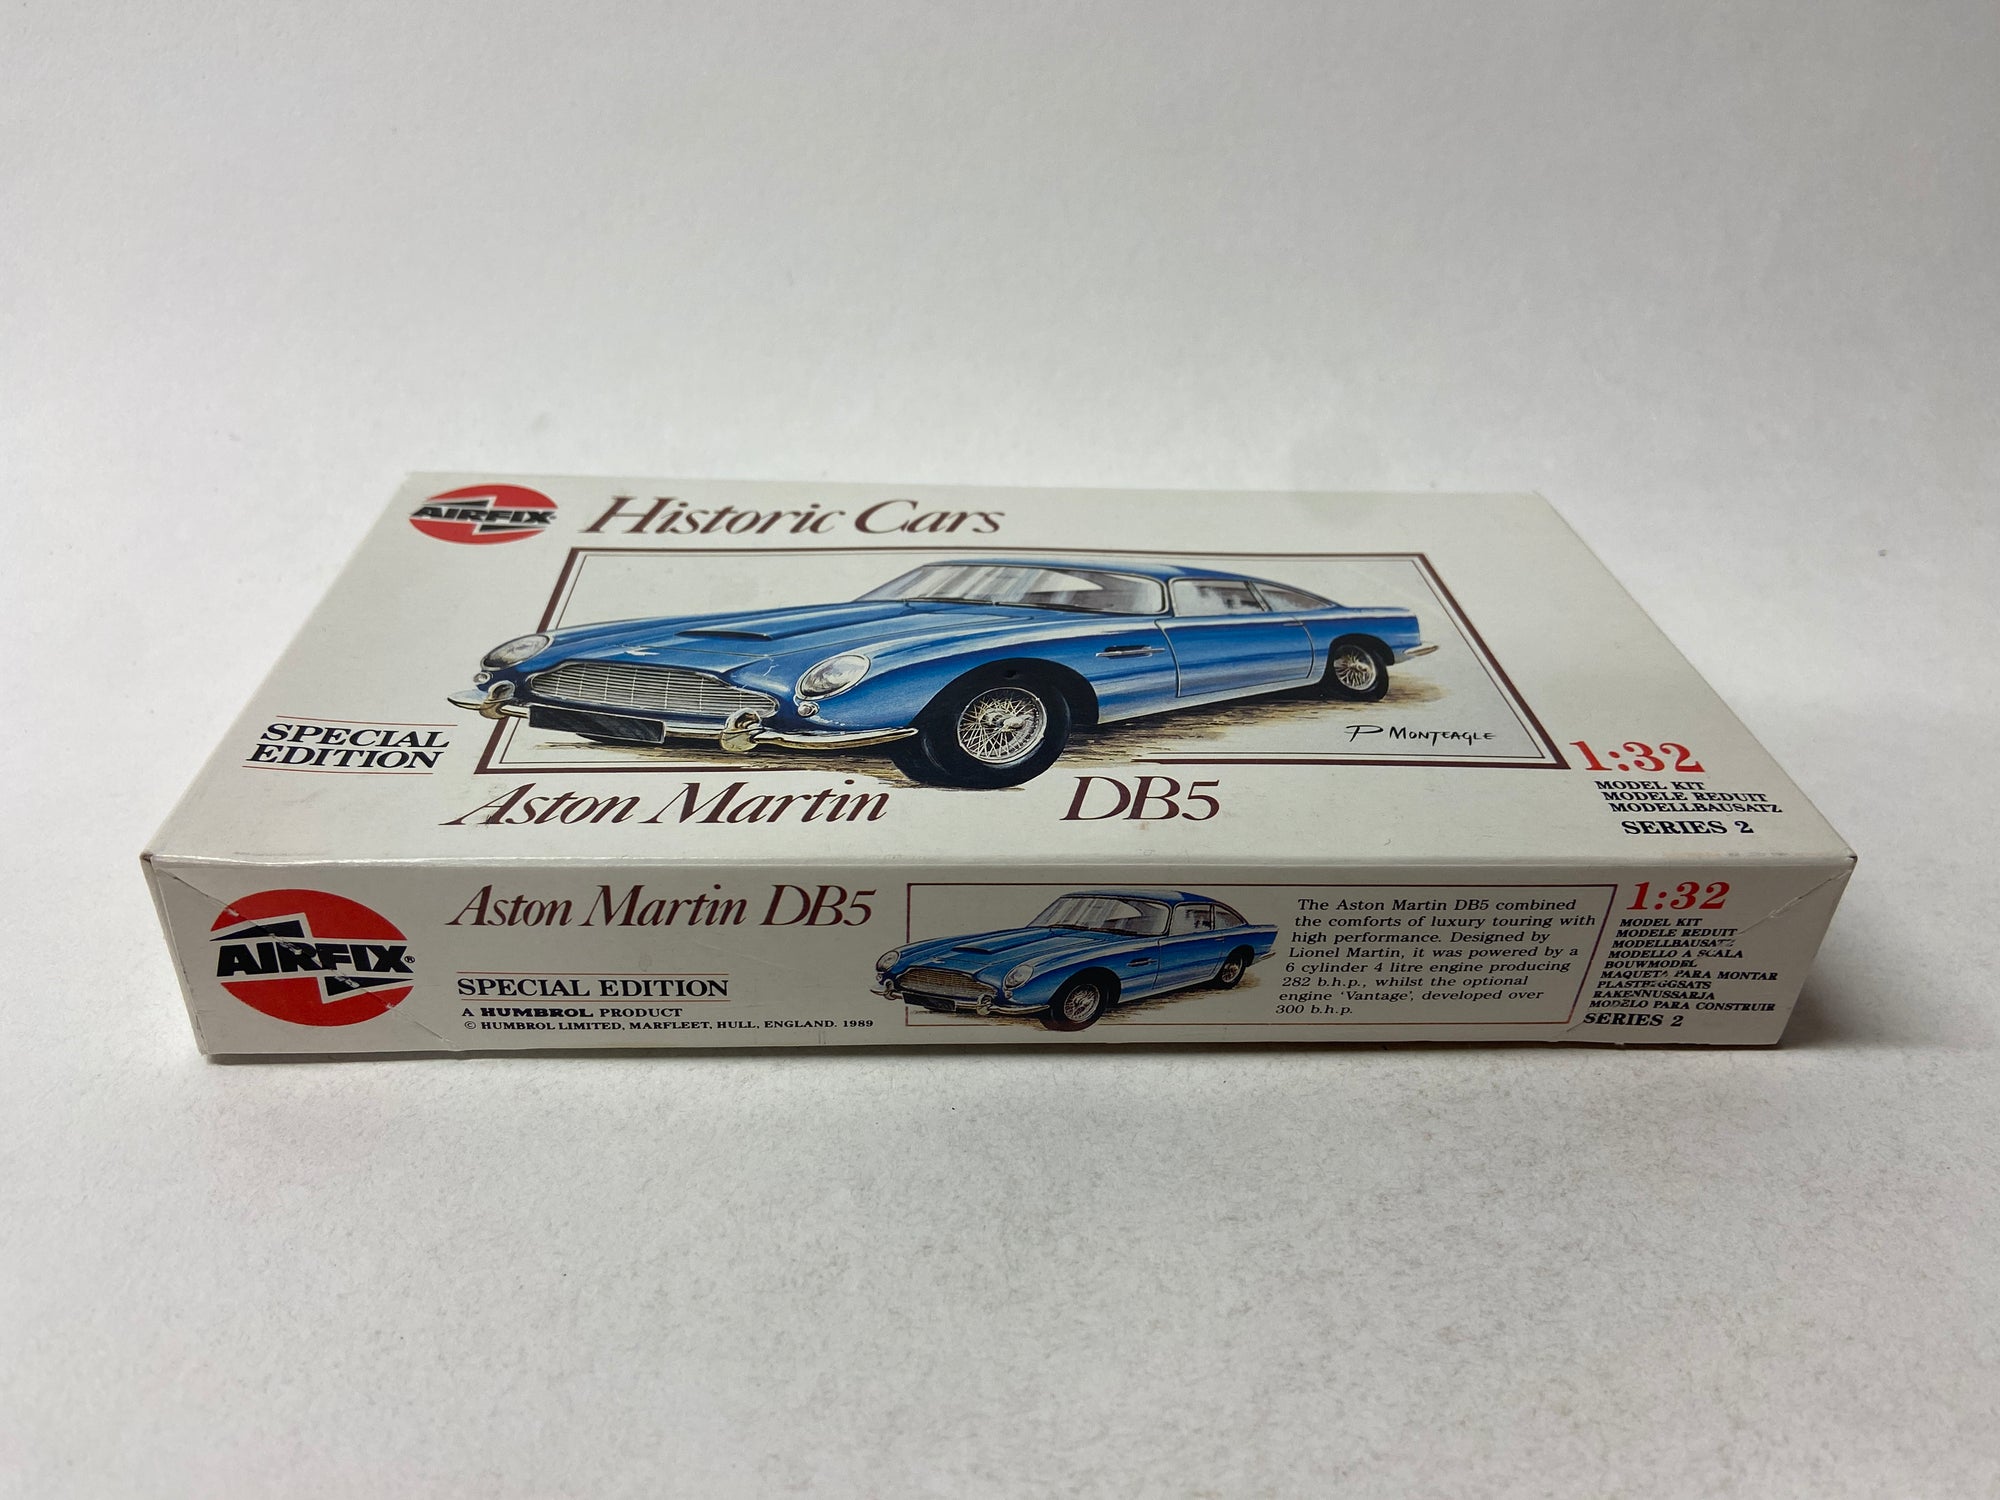 AIRFIX
Historic Cars
SPECIAL
EDITION
P MONTEAGLE
Aston Martin DB5
1:32
MODEL KIT
MODELE REDUIT
MODELLBAUSATZ
SERIES 2
AIRFIX®
Aston Martin DB5
SPECIAL EDITION
A HUMBROL PRODUCT
© HUMBROL LIMITED, MARFLEET, HULL, ENGLAND. 1989
The Aston Martin DB5 combined
the comforts of luxury touring with
high performance. Designed by
Lionel Martin, it was powered by a
6 cylinder 4 litre engine producing
282 b.h.p., whilst the optional
engine 'Vantage', developed over
300 b.h.p.
1:32
MODEL KIT
MODELE REDUIT
MODELLBAUSATZ
MODELLO A SCALA
BOUWMODEL
MAQUETA PARA MONTAR
PLASTBYGGSATS
RAKENNUSSARJA
MODELO PARA CONSTRUIR
SERIES 2